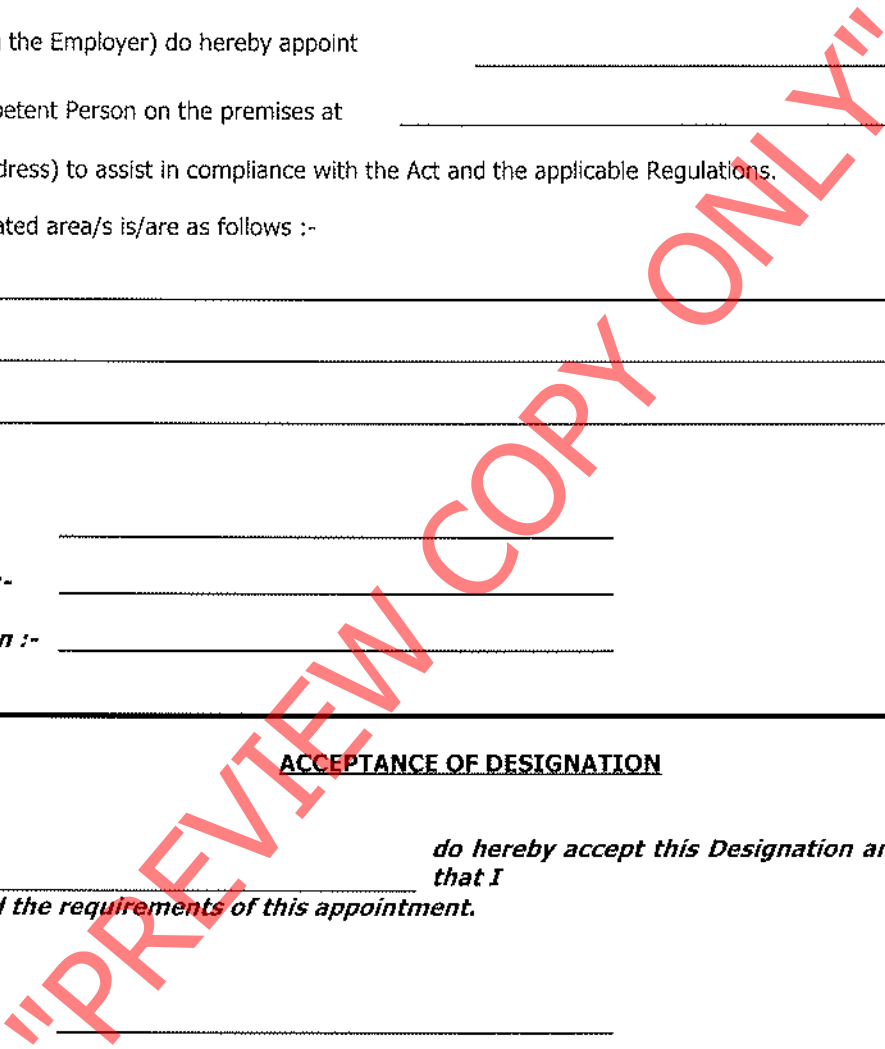 the Employer) do hereby appoint
petent Person on the premises at
dress) to assist in compliance with the Act and the applicable Regulations.
ated area/s is/are as follows :-
:-
n :-
ACCEPTANCE OF DESIGNATION
do hereby accept this Designation an
that I
the requirements of this appointment.
"PREVIEW COPY ONLY"